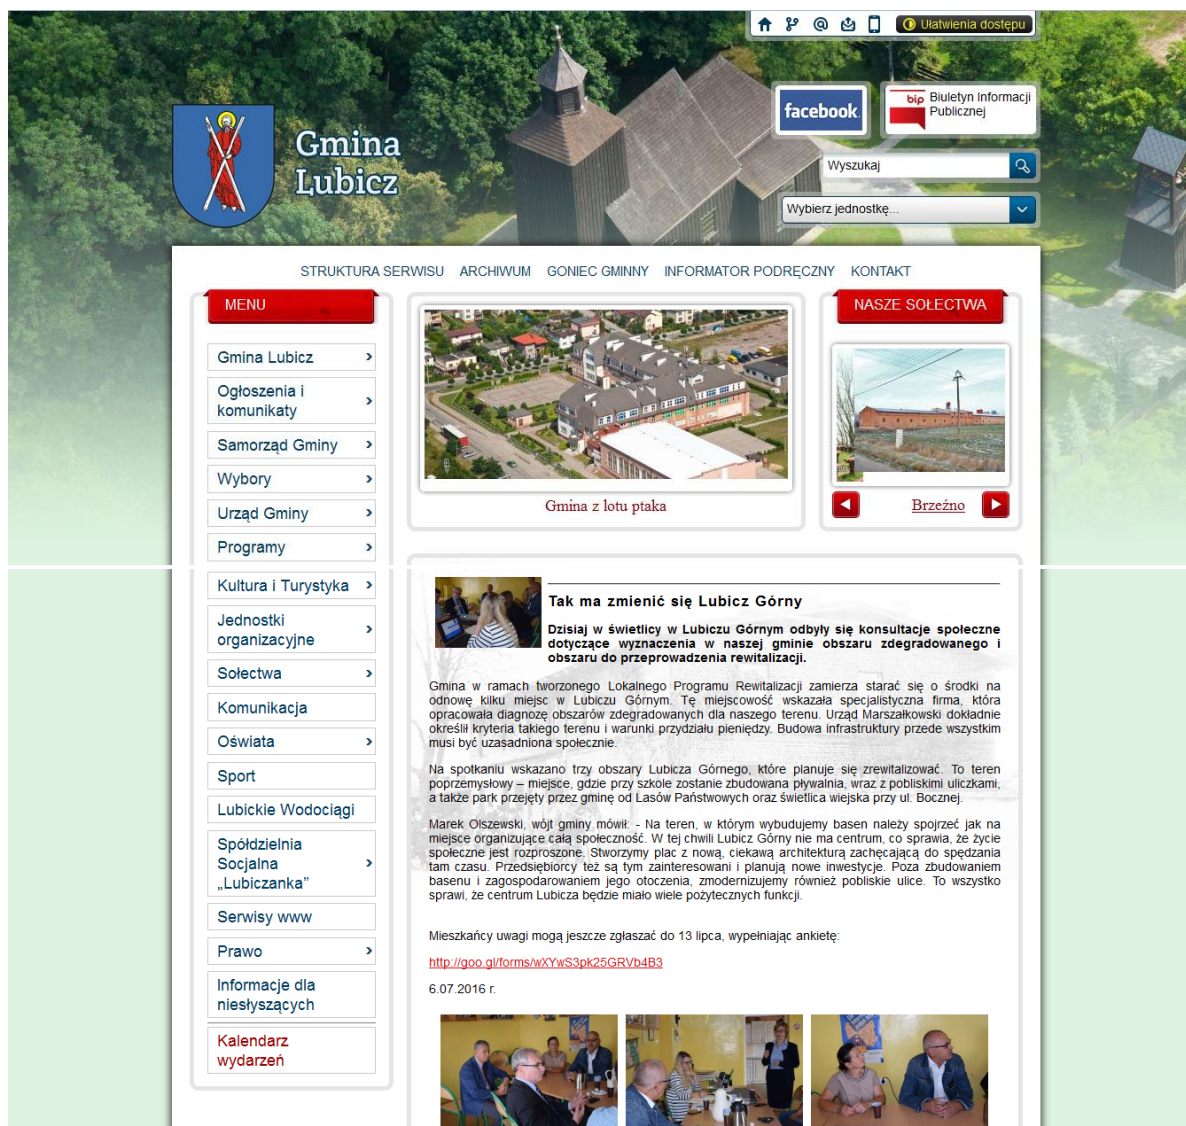 Ułatwienia dostępu
facebook
bip Biuletyn Informacji
Publicznej
Gmina
Lubicz
Wyszukaj
Wybierz jednostkę...
STRUKTURA SERWISU ARCHIWUM GONIEC GMINNY INFORMATOR PODRĘCZNY KONTAKT
MENU
Gmina Lubicz
Ogłoszenia i
komunikaty
Samorząd Gminy
Wybory
Urząd Gminy
Programy
Kultura i Turystyka
Jednostki
organizacyjne
Sołectwa
Komunikacja
Oświata
Sport
Lubickie Wodociągi
Spółdzielnia
Socjalna
„Lubiczanka”
Serwisy www
Prawo
Informacje dla
niesłyszących
Kalendarz
wydarzeń
Gmina z lotu ptaka
NASZE SOŁECTWA
Brzeźno
Tak ma zmienić się Lubicz Górny
Dzisiaj w świetlicy w Lubiczu Górnym odbyły się konsultacje społeczne
dotyczące wyznaczenia w naszej gminie obszaru zdegradowanego i
obszaru do przeprowadzenia rewitalizacji.
Gmina w ramach tworzonego Lokalnego Programu Rewitalizacji zamierza starać się o środki na
odnowę kilku miejsc w Lubiczu Górnym. Tę miejscowość wskazała specjalistyczna firma, która
opracowała diagnozę obszarów zdegradowanych dla naszego terenu. Urząd Marszałkowski dokładnie
określił kryteria takiego terenu i warunki przydziału pieniędzy. Budowa infrastruktury przede wszystkim
musi być uzasadniona społecznie.
Na spotkaniu wskazano trzy obszary Lubicza Górnego, które planuje się zrewitalizować. To teren
poprzemysłowy – miejsce, gdzie przy szkole zostanie zbudowana pływalnia, wraz z pobliskimi uliczkami,
a także park przejęty przez gminę od Lasów Państwowych oraz świetlica wiejska przy ul. Bocznej.
Marek Olszewski, wójt gminy mówił: - Na teren, w którym wybudujemy basen należy spojrzeć jak na
miejsce organizujące całą społeczność. W tej chwili Lubicz Górny nie ma centrum, co sprawia, że życie
społeczne jest rozproszone. Stworzymy plac z nową, ciekawą architekturą zachęcającą do spędzania
tam czasu. Przedsiębiorcy też są tym zainteresowani i planują nowe inwestycje. Poza zbudowaniem
basenu i zagospodarowaniem jego otoczenia, zmodernizujemy również pobliskie ulice. To wszystko
sprawi, że centrum Lubicza będzie miało wiele pożytecznych funkcji.
Mieszkańcy uwagi mogą jeszcze zgłaszać do 13 lipca, wypełniając ankietę:
http://goo.gl/forms/wXYwS3pk25GRVb4B3
6.07.2016 r.